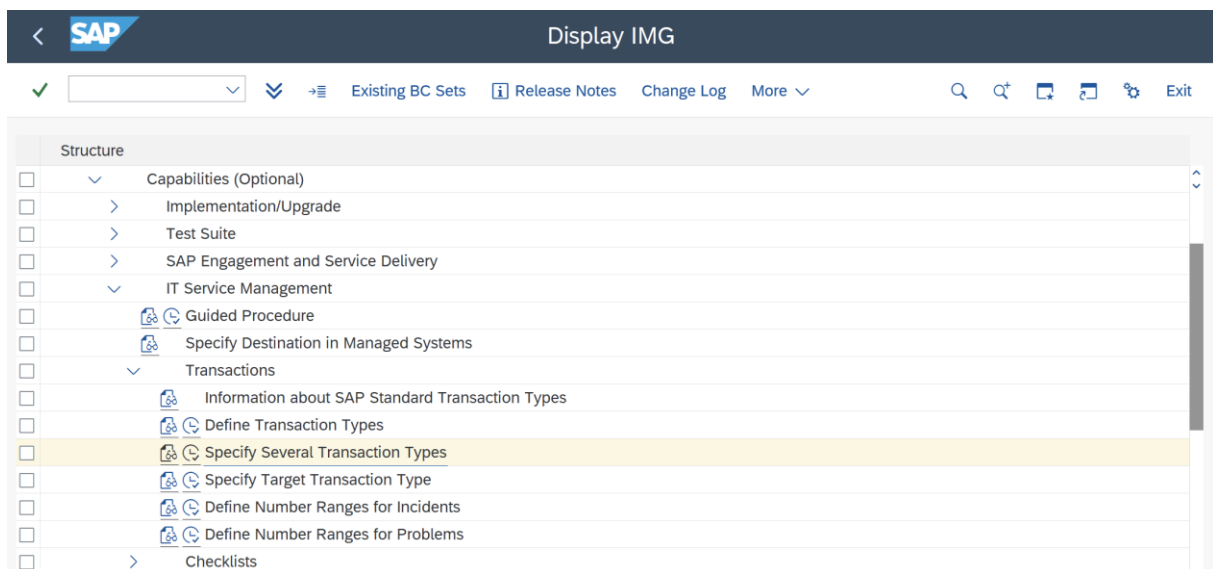 SAP Display IMG
Existing BC Sets Release Notes Change Log More Exit
Structure
Capabilities (Optional)
Implementation/Upgrade
Test Suite
SAP Engagement and Service Delivery
IT Service Management
Guided Procedure
Specify Destination in Managed Systems
Transactions
Information about SAP Standard Transaction Types
Define Transaction Types
Specify Several Transaction Types
Specify Target Transaction Type
Define Number Ranges for Incidents
Define Number Ranges for Problems
Checklists